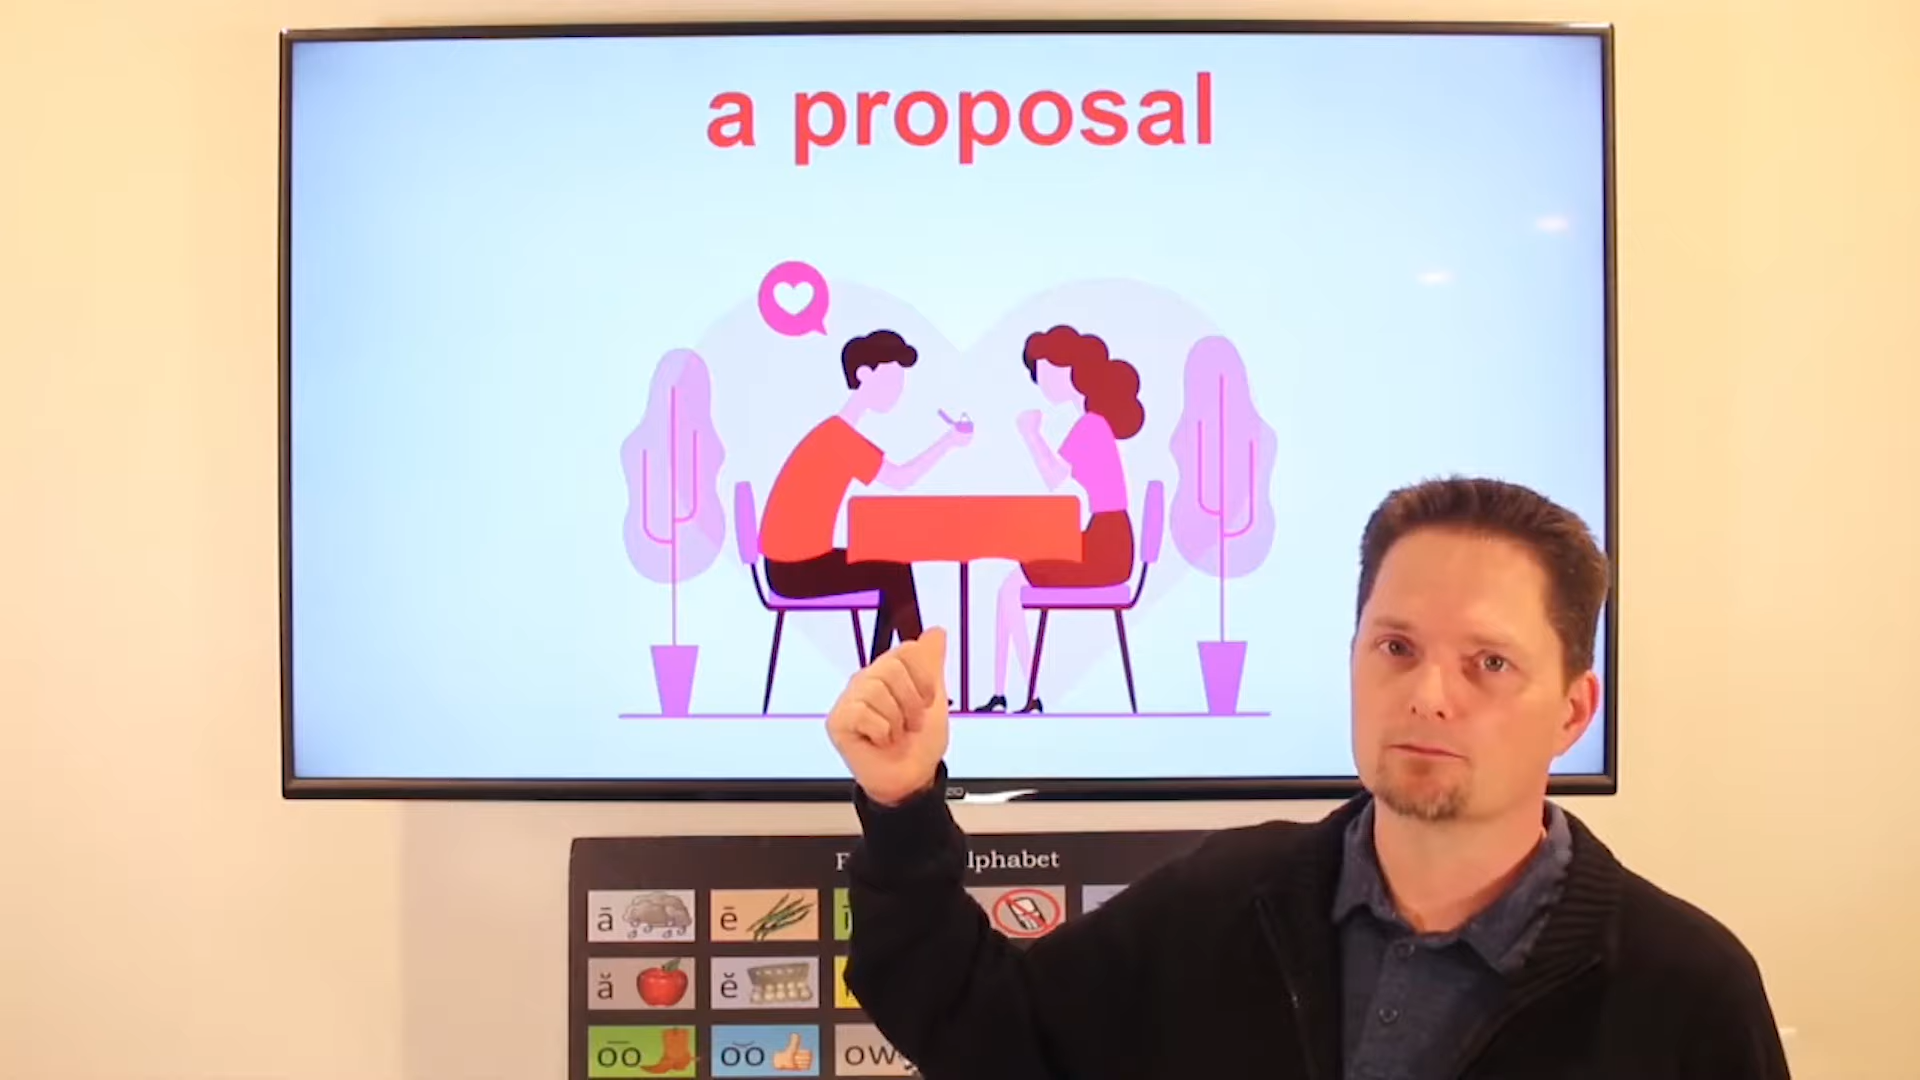 a proposal
lphabet
ā
ē
ă
ĕ
o͞o
o͝o
ow